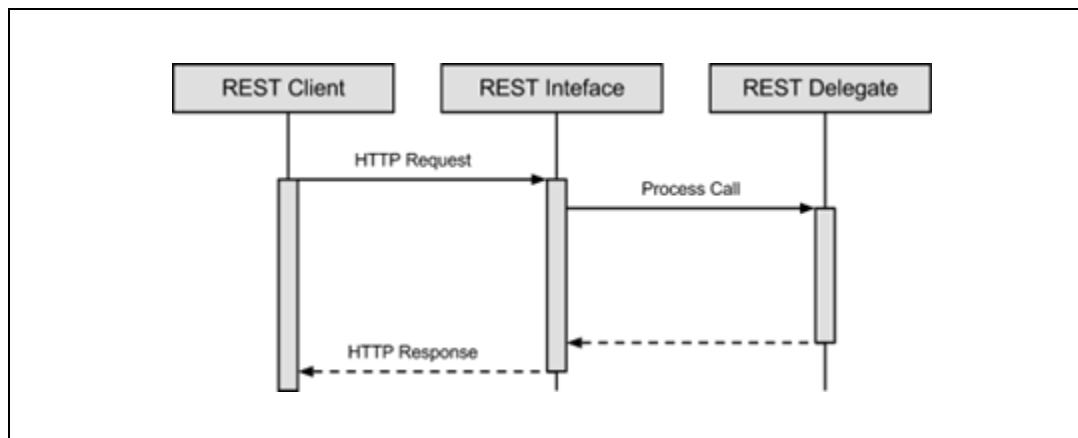 REST Client
REST Inteface
REST Delegate
HTTP Request
Process Call
HTTP Response